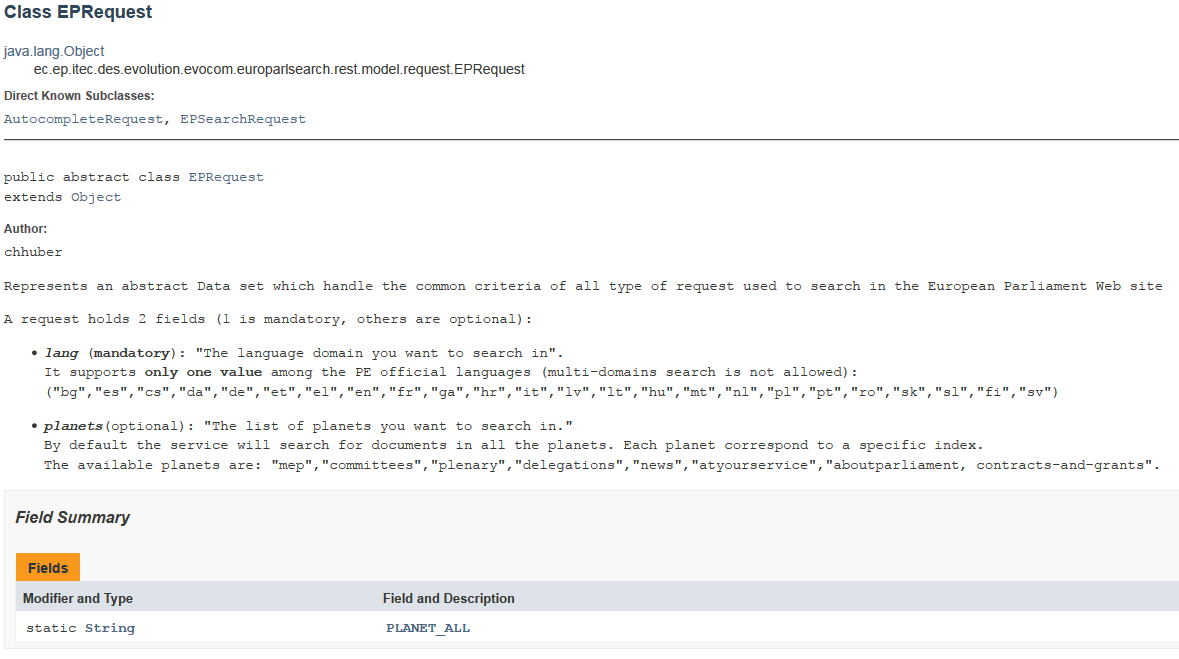 Class EPRequest
java.lang.Object
ec.ep.itec.des.evolution.evocom.europarlsearch.rest.model.request.EPRequest
Direct Known Subclasses:
AutocompleteRequest, EPSearchRequest
public abstract class EPRequest
extends Object
Author:
chhuber
Represents an abstract Data set which handle the common criteria of all type of request used to search in the European Parliament Web site
A request holds 2 fields (1 is mandatory, others are optional):
• lang (mandatory): "The language domain you want to search in".
It supports only one value among the PE official languages (multi-domains search is not allowed):
("bg","es","cs","da","de","et","el","en","fr","ga","hr","it","lv","lt","hu","mt","nl","pl","pt","ro","sk","sl","fi","sv")
• planets(optional): "The list of planets you want to search in."
By default the service will search for documents in all the planets. Each planet correspond to a specific index.
The available planets are: "mep","committees","plenary","delegations","news","atyourservice","aboutparliament, contracts-and-grants".
Field Summary
Fields
Modifier and Type Field and Description
static String PLANET_ALL